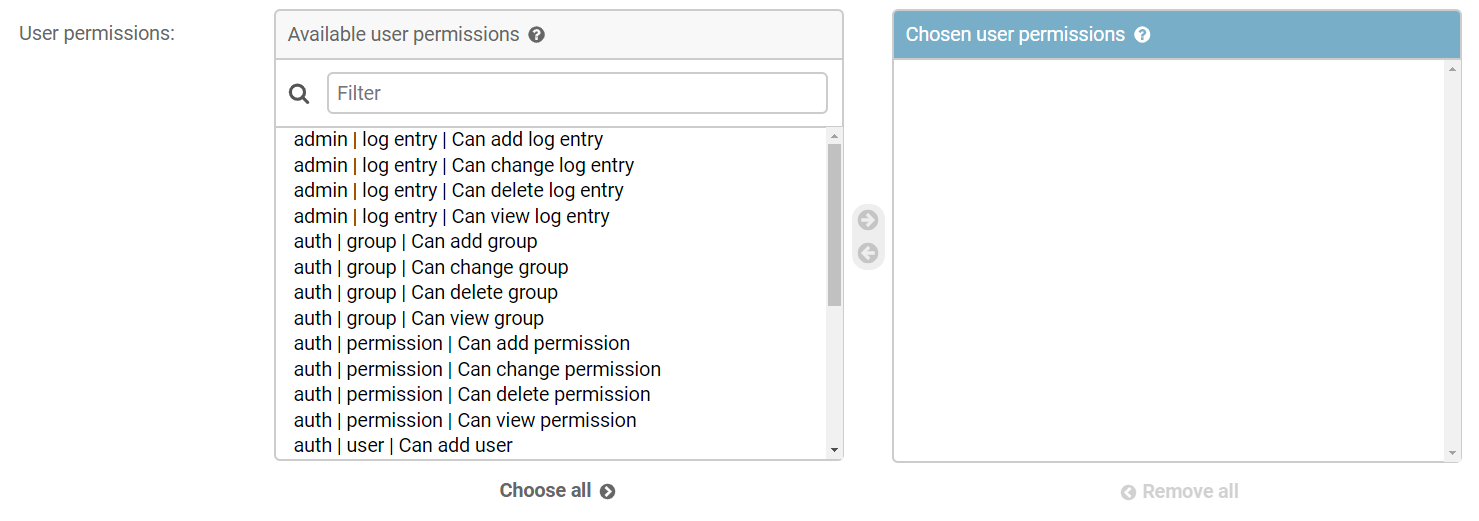 User permissions:
Available user permissions
Filter
admin | log entry | Can add log entry
admin | log entry | Can change log entry
admin | log entry | Can delete log entry
admin | log entry | Can view log entry
auth | group | Can add group
auth | group | Can change group
auth | group | Can delete group
auth | group | Can view group
auth | permission | Can add permission
auth | permission | Can change permission
auth | permission | Can delete permission
auth | permission | Can view permission
auth | user | Can add user
Choose all
Chosen user permissions
Remove all